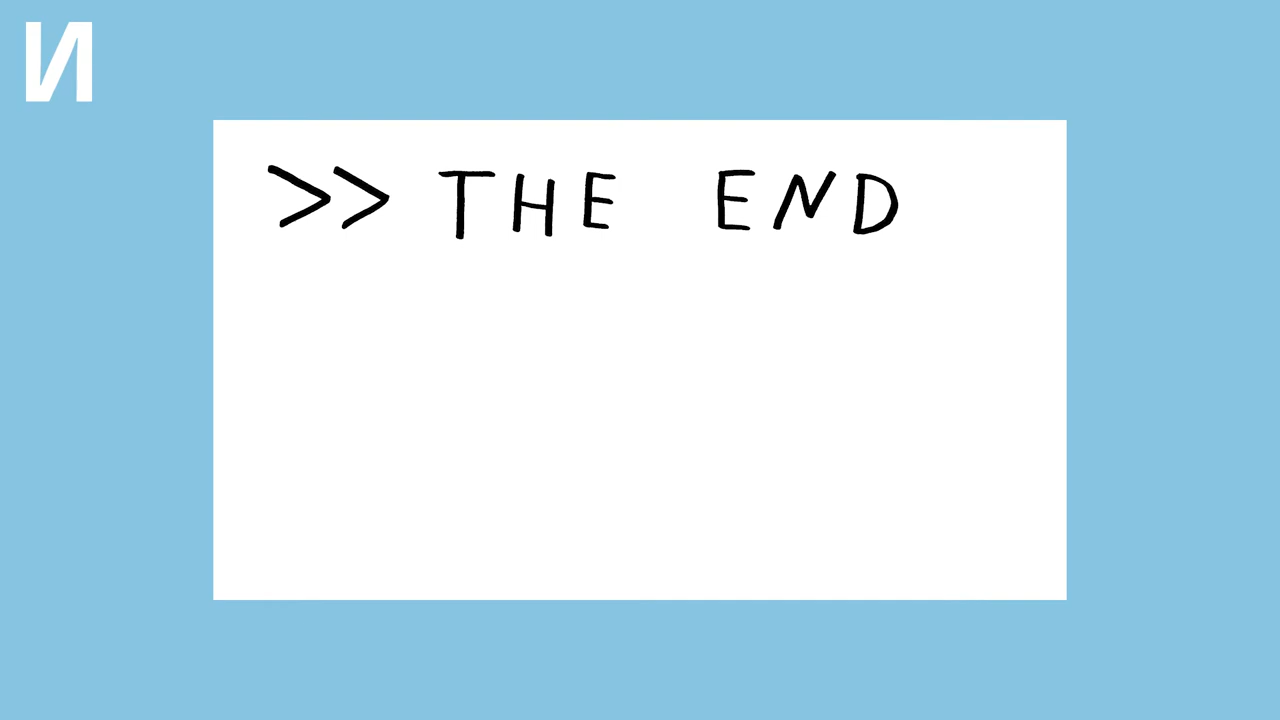 И
>> THE END